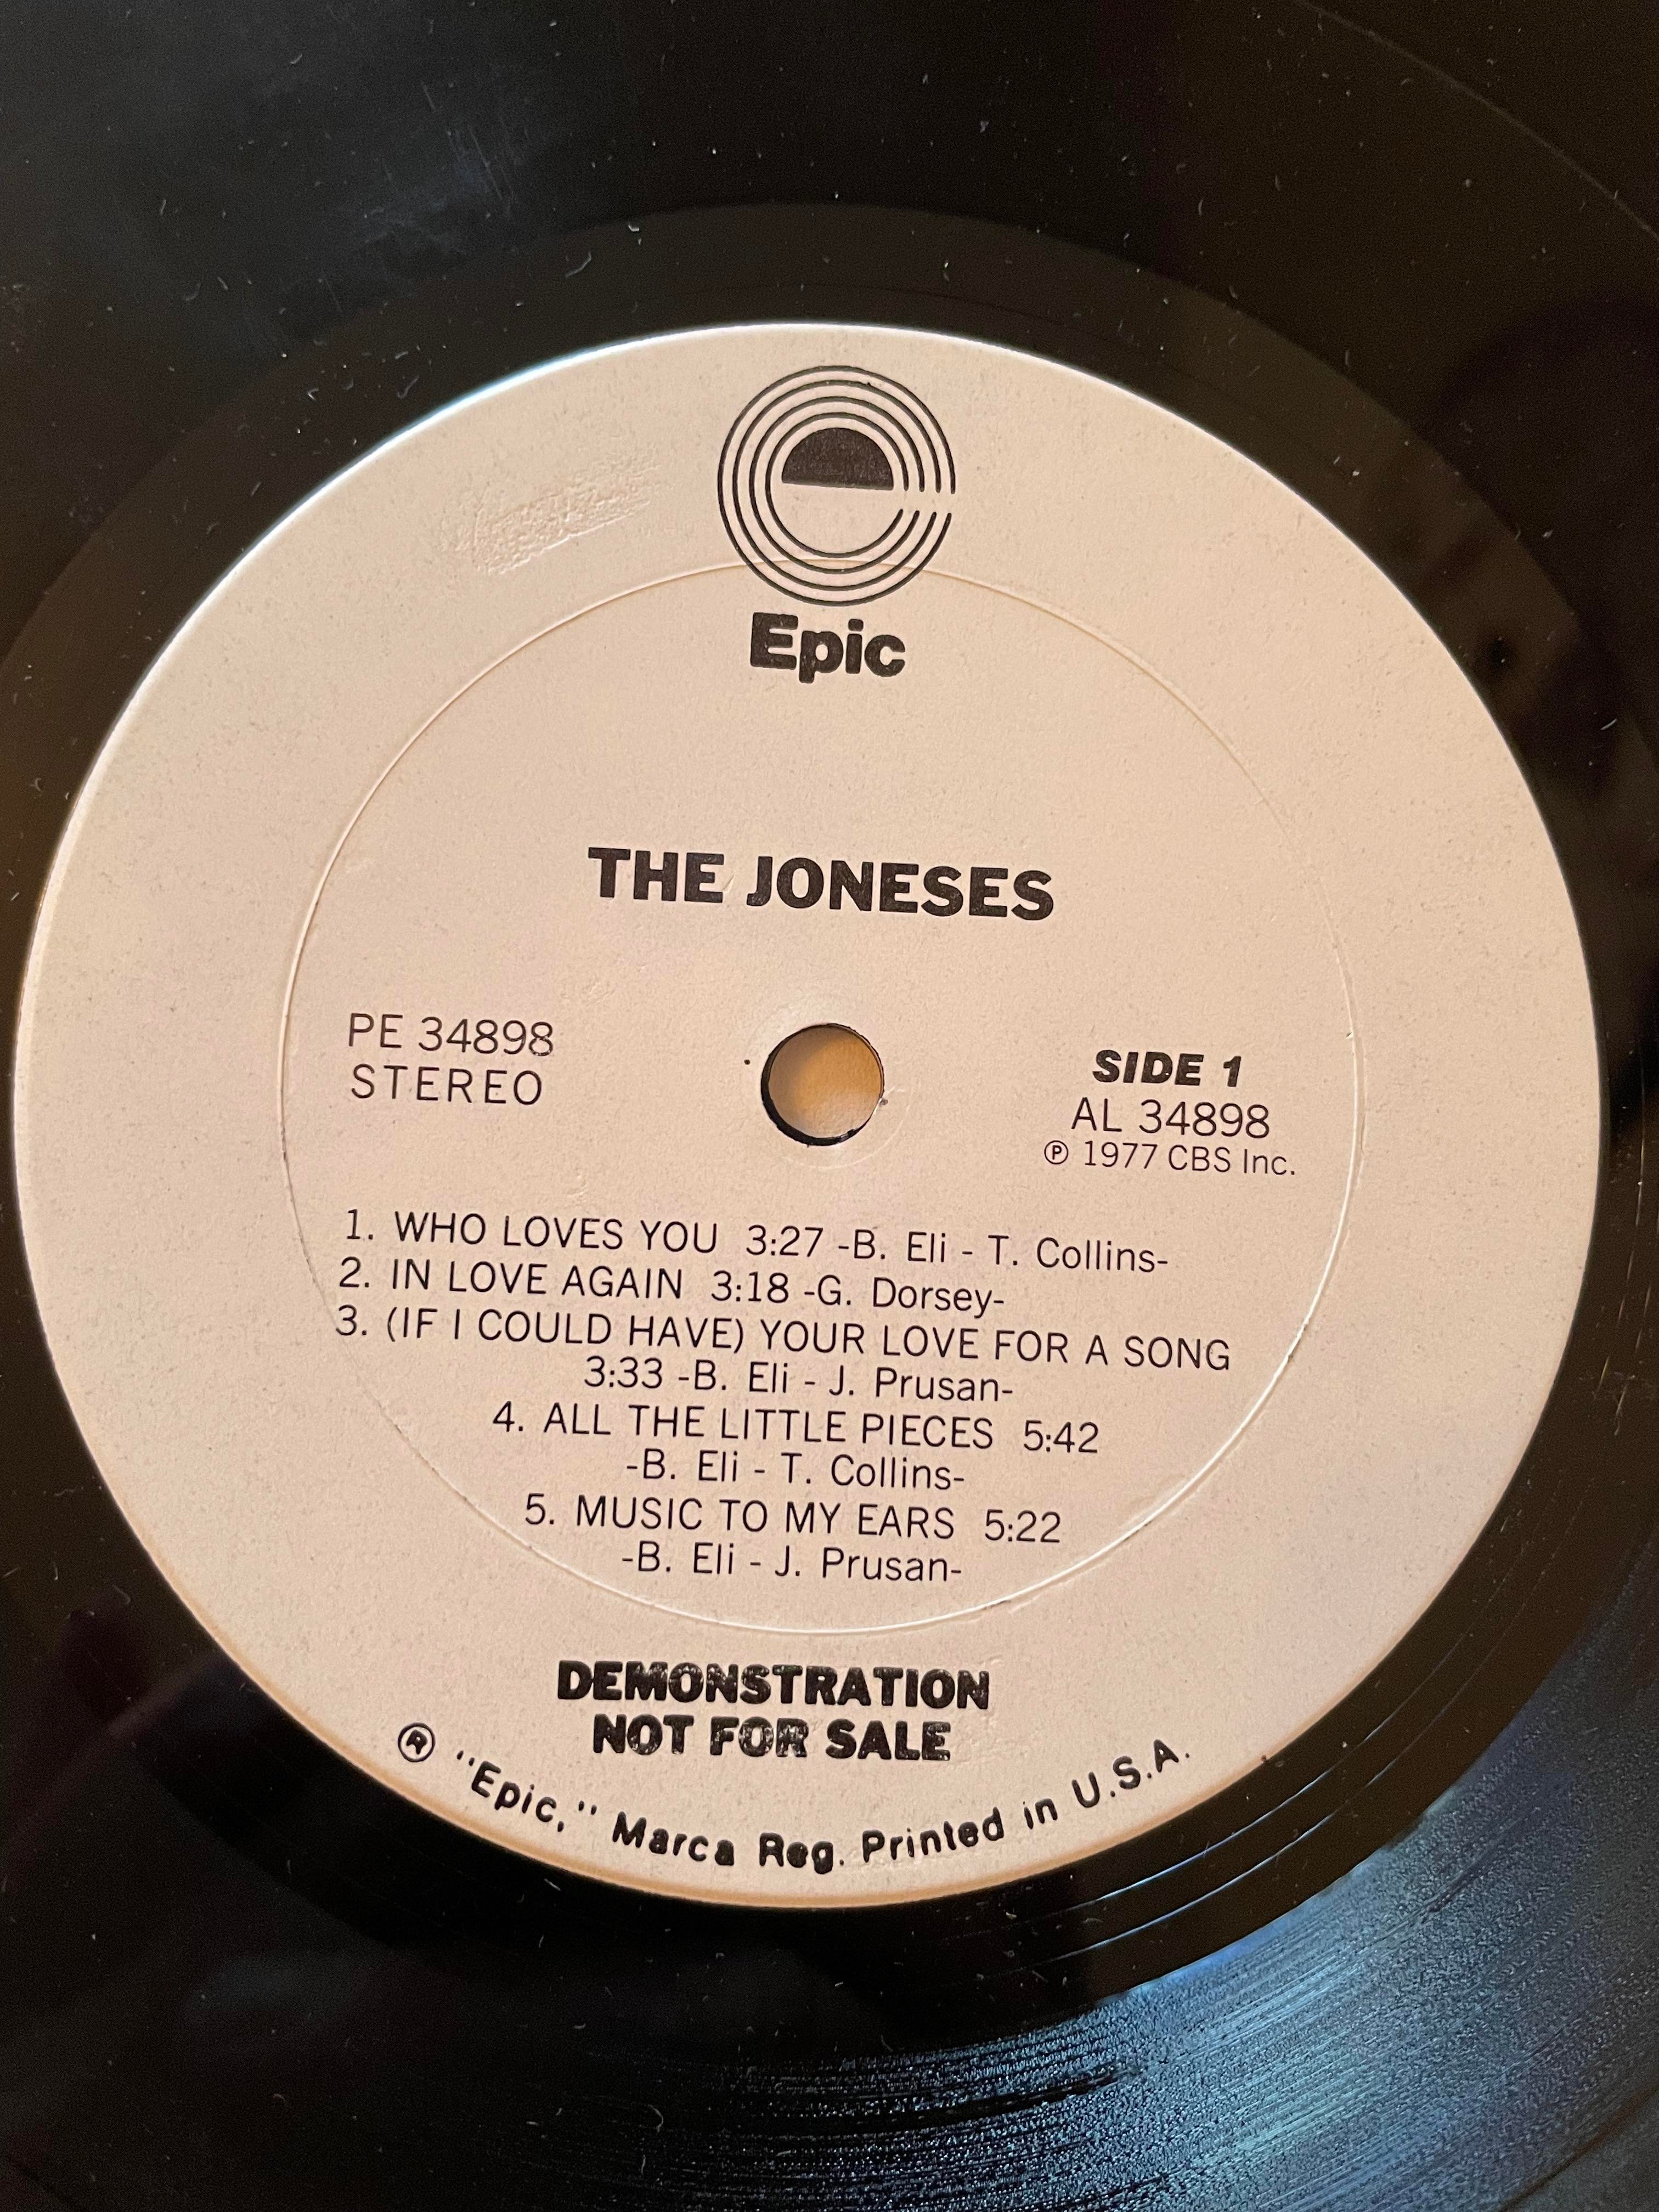 Epic
THE JONESES
PE 34898
STEREO
SIDE 1
AL 34898
℗ 1977 CBS Inc.
1. WHO LOVES YOU 3:27 -B. Eli - T. Collins-
2. IN LOVE AGAIN 3:18 -G. Dorsey-
3. (IF I COULD HAVE) YOUR LOVE FOR A SONG
3:33 -B. Eli - J. Prusan-
4. ALL THE LITTLE PIECES 5:42
-B. Eli - T. Collins-
5. MUSIC TO MY EARS 5:22
-B. Eli - J. Prusan-
DEMONSTRATION
NOT FOR SALE
® "Epic," Marca Reg. Printed in U.S.A.